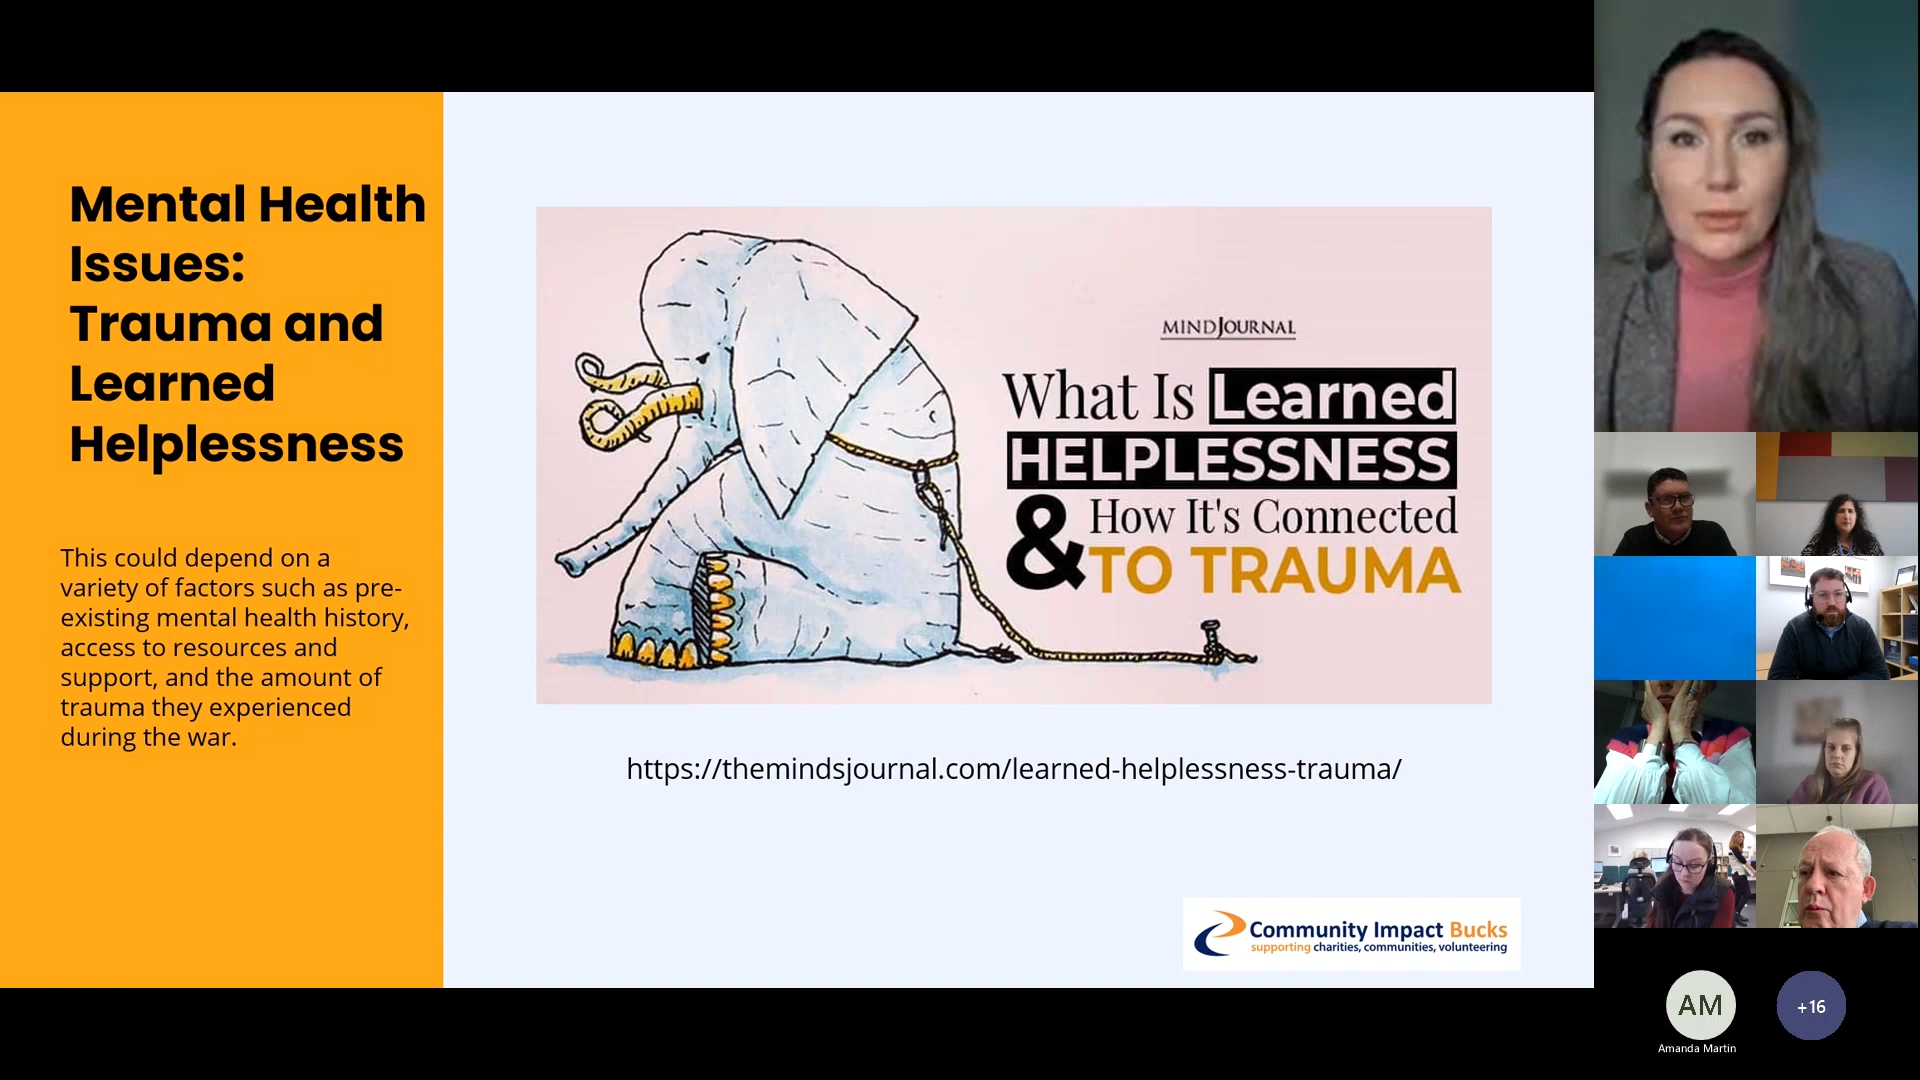 Mental Health
Issues:
Trauma and
Learned
Helplessness
This could depend on a
variety of factors such as pre-
existing mental health history,
access to resources and
support, and the amount of
trauma they experienced
during the war.
MINDJOURNAL
What Is Learned
HELPLESSNESS
& How It's Connected
TO TRAUMA
https://themindsjournal.com/learned-helplessness-trauma/
Community Impact Bucks
supporting charities, communities, volunteering
AM
+16
Amanda Martin